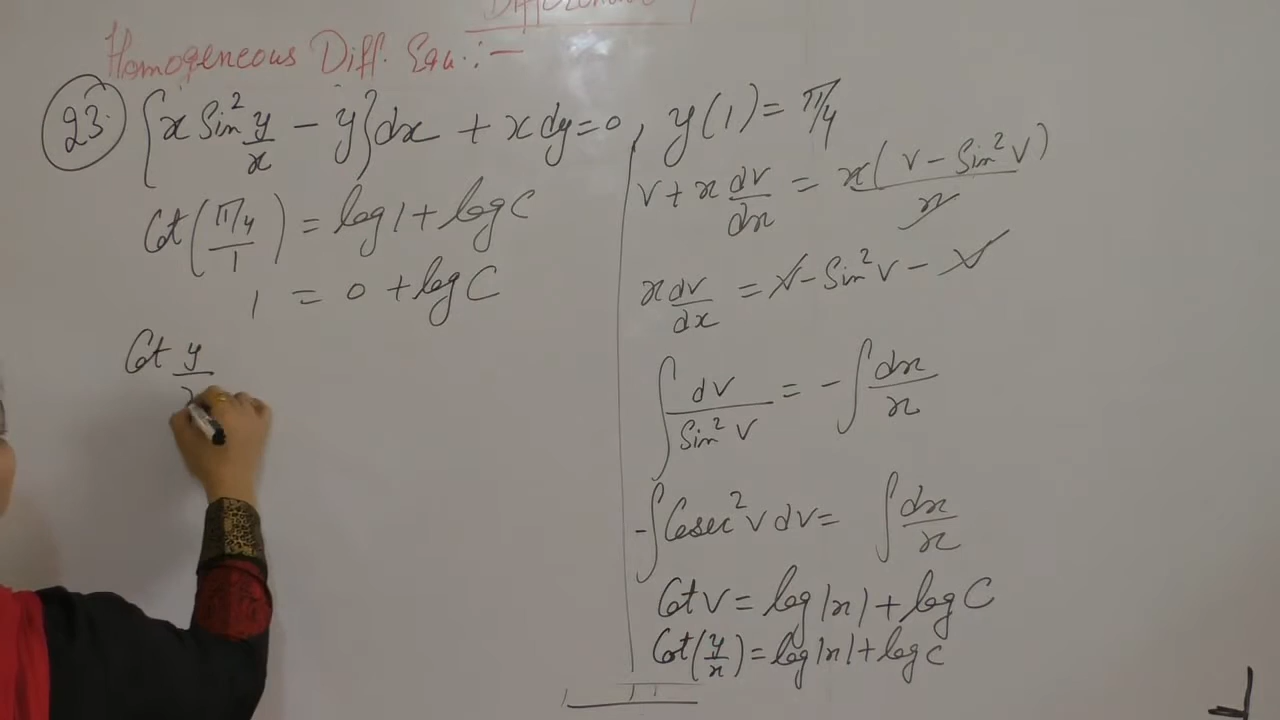 Homogeneous Diff. Equ. :-
23. {x Sin² y/x - y}dx + x dy = 0, y(1) = π/4
Cot(π/4 / 1) = log 1 + log C
1 = 0 + log C
Cot y/x
v + x dv/dx = x(v - Sin² v) / x
x dv/dx = v - Sin² v - v
∫ dv / Sin² v = - ∫ dx/x
-∫ Cosec² v dv = ∫ dx/x
Cot v = log |x| + log C
Cot(y/x) = log |x| + log c